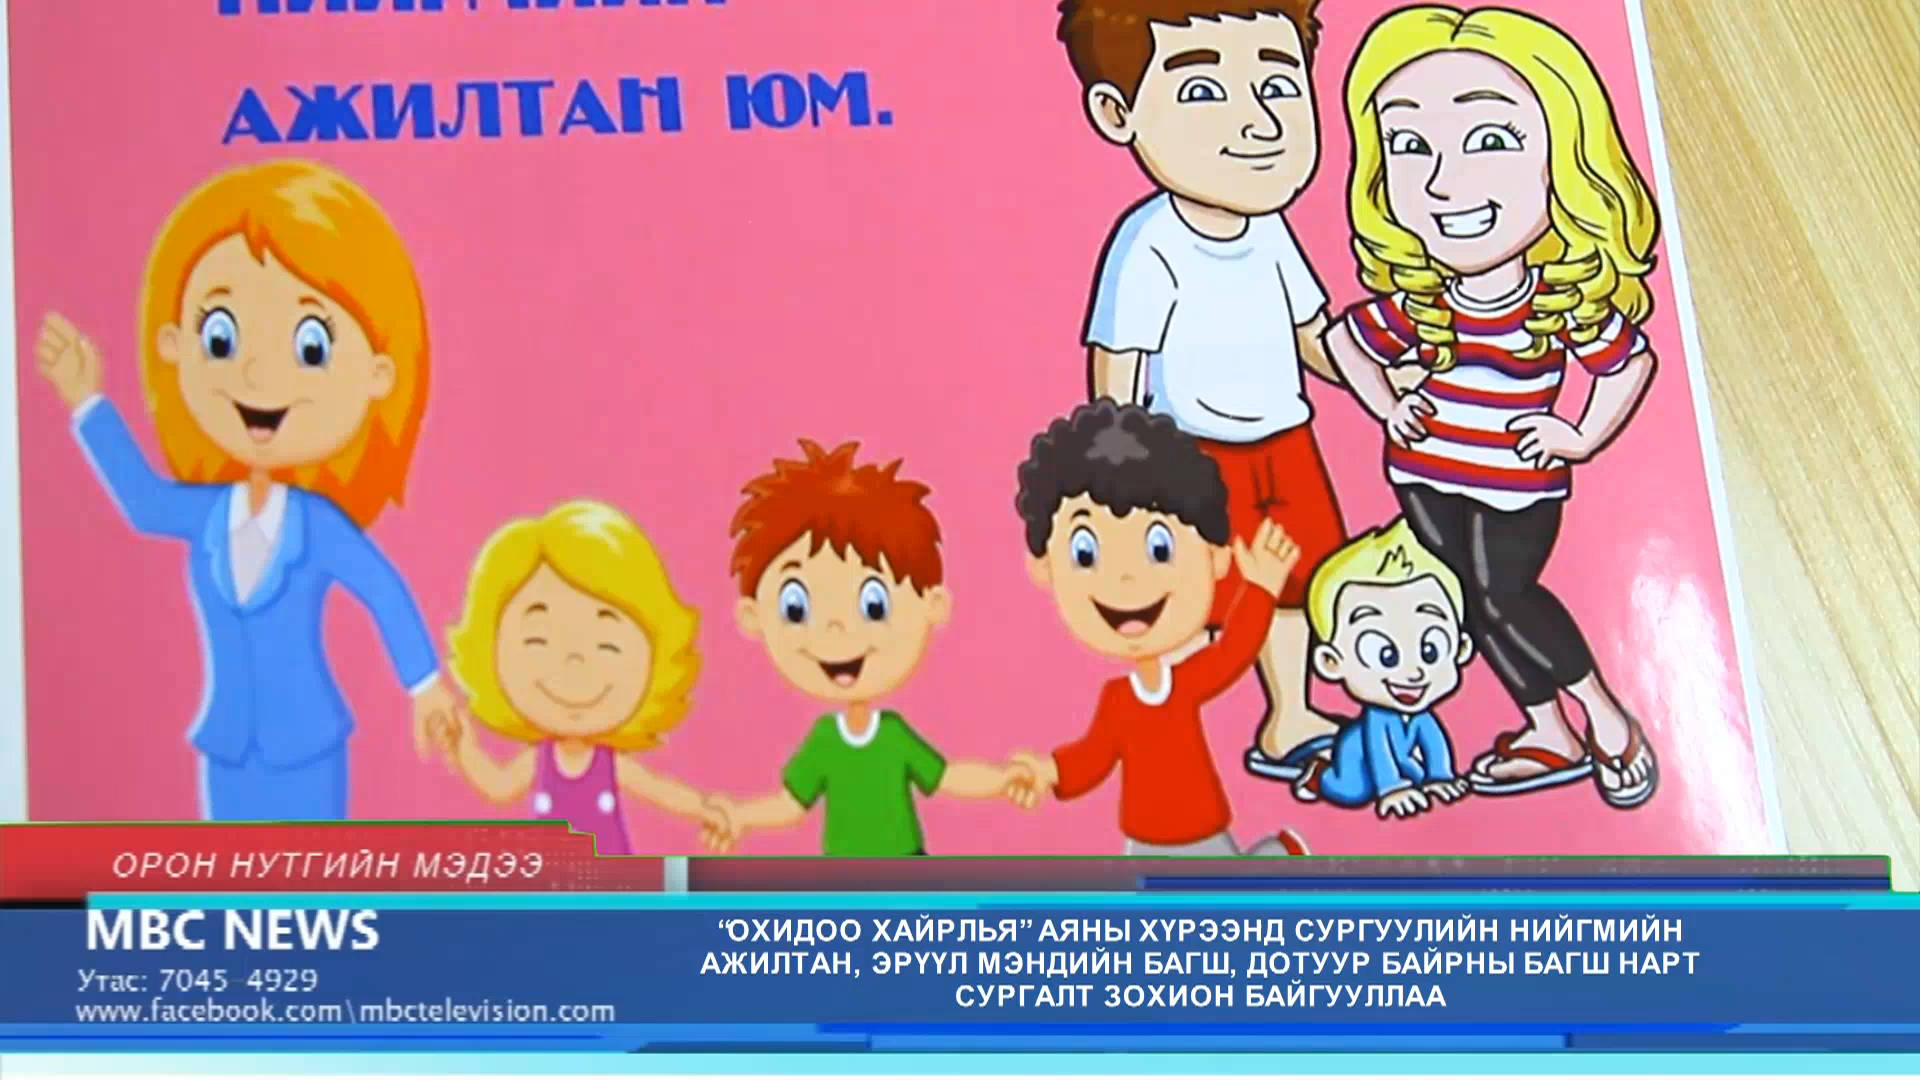 АЖИЛТАН ЮМ.
ОРОН НУТГИЙН МЭДЭЭ
MBC NEWS
Утас: 7045-4929
www.facebook.com\mbctelevision.com
“ОХИДОО ХАЙРЛЬЯ” АЯНЫ ХҮРЭЭНД СУРГУУЛИЙН НИЙГМИЙН
АЖИЛТАН, ЭРҮҮЛ МЭНДИЙН БАГШ, ДОТУУР БАЙРНЫ БАГШ НАРТ
СУРГАЛТ ЗОХИОН БАЙГУУЛЛАА